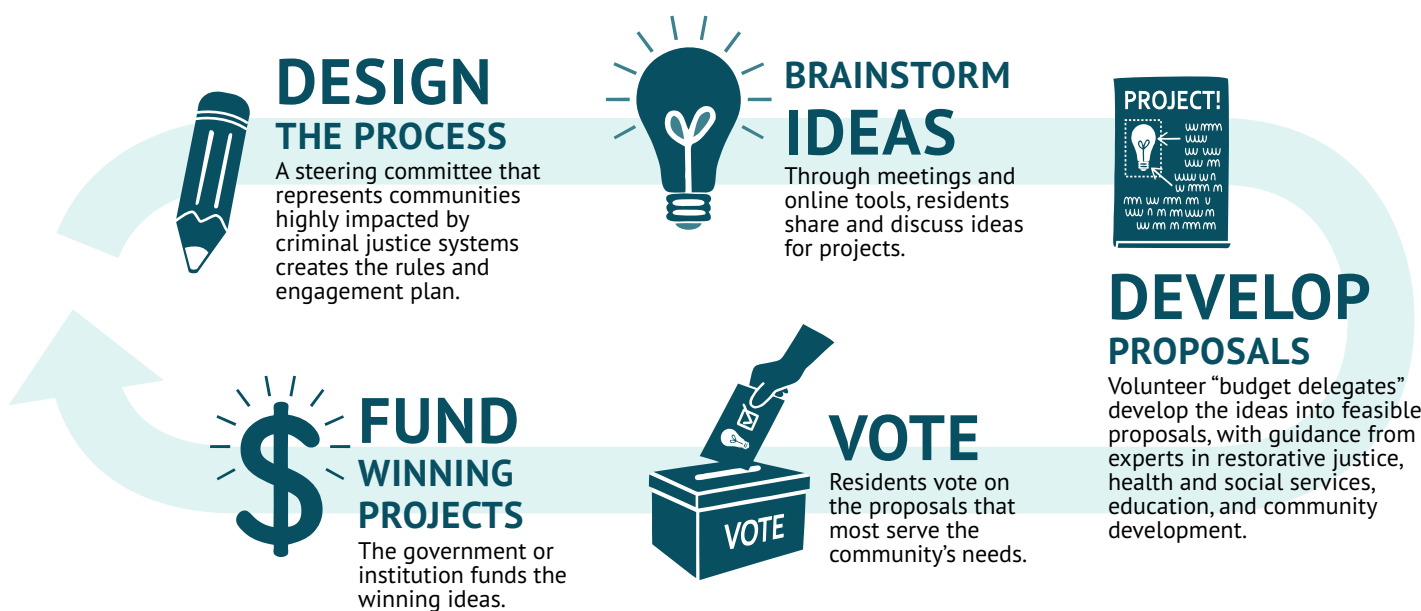 DESIGN
THE PROCESS
A steering committee that
represents communities
highly impacted by
criminal justice systems
creates the rules and
engagement plan.
BRAINSTORM
IDEAS
Through meetings and
online tools, residents
share and discuss ideas
for projects.
PROJECT!
DEVELOP
PROPOSALS
Volunteer “budget delegates”
develop the ideas into feasible
proposals, with guidance from
experts in restorative justice,
health and social services,
education, and community
development.
VOTE
VOTE
Residents vote on
the proposals that
most serve the
community’s needs.
FUND
WINNING
PROJECTS
The government or
institution funds the
winning ideas.